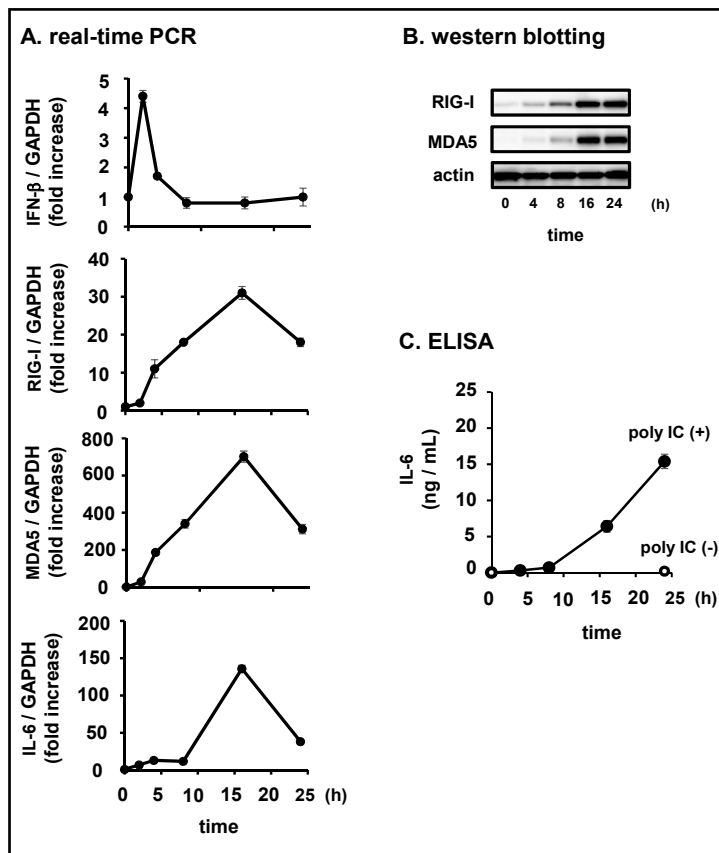 A. real-time PCR
IFN-β / GAPDH
(fold increase)
5
4
3
2
1
0
RIG-I / GAPDH
(fold increase)
40
30
20
10
0
MDA5 / GAPDH
(fold increase)
800
600
400
200
0
IL-6 / GAPDH
(fold increase)
200
150
100
50
0
0 5 10 15 20 25 (h)
time
B. western blotting
RIG-I
MDA5
actin
0 4 8 16 24 (h)
time
C. ELISA
IL-6
(ng / mL)
25
20
15
10
5
0
poly IC (+)
poly IC (-)
0 5 10 15 20 25 (h)
time